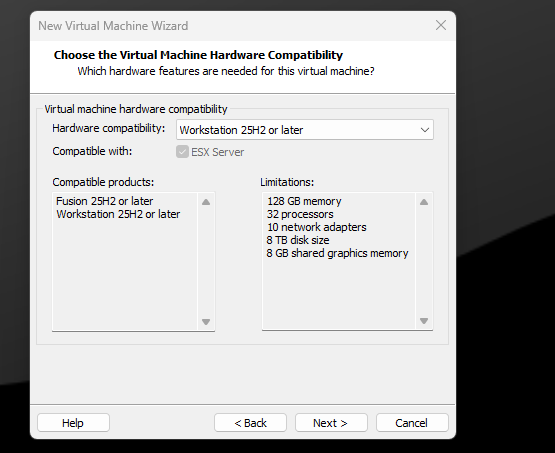 New Virtual Machine Wizard
Choose the Virtual Machine Hardware Compatibility
Which hardware features are needed for this virtual machine?
Virtual machine hardware compatibility
Hardware compatibility: Workstation 25H2 or later
Compatible with: ESX Server
Compatible products:
Fusion 25H2 or later
Workstation 25H2 or later
Limitations:
128 GB memory
32 processors
10 network adapters
8 TB disk size
8 GB shared graphics memory
Help < Back Next > Cancel